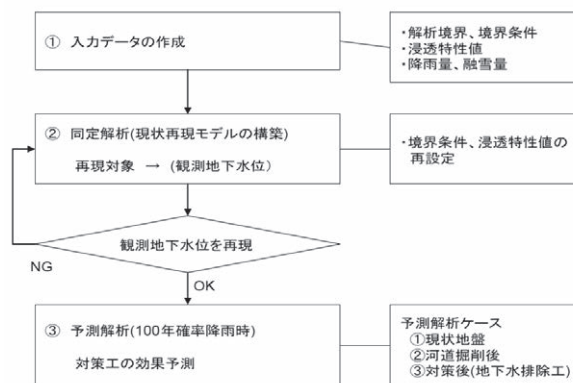 ① 入力データの作成
・解析境界、境界条件
・浸透特性値
・降雨量、融雪量
② 同定解析(現状再現モデルの構築)
再現対象 → (観測地下水位)
・境界条件、浸透特性値の
再設定
観測地下水位を再現
NG
OK
③ 予測解析(100年確率降雨時)
対策工の効果予測
予測解析ケース
①現状地盤
②河道掘削後
③対策後(地下水排除工)